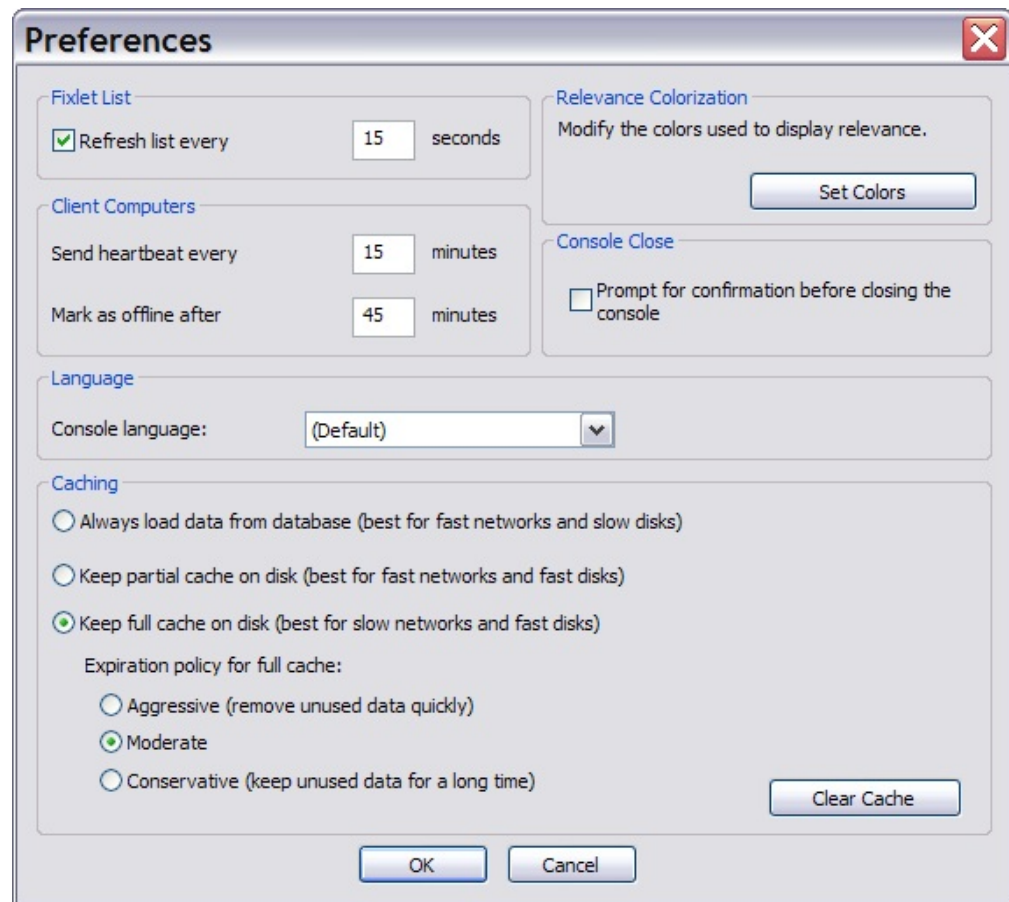 Preferences
Fixlet List
Refresh list every 15 seconds
Client Computers
Send heartbeat every 15 minutes
Mark as offline after 45 minutes
Relevance Colorization
Modify the colors used to display relevance.
Set Colors
Console Close
Prompt for confirmation before closing the
console
Language
Console language: (Default)
Caching
Always load data from database (best for fast networks and slow disks)
Keep partial cache on disk (best for fast networks and fast disks)
Keep full cache on disk (best for slow networks and fast disks)
Expiration policy for full cache:
Aggressive (remove unused data quickly)
Moderate
Conservative (keep unused data for a long time)
Clear Cache
OK Cancel